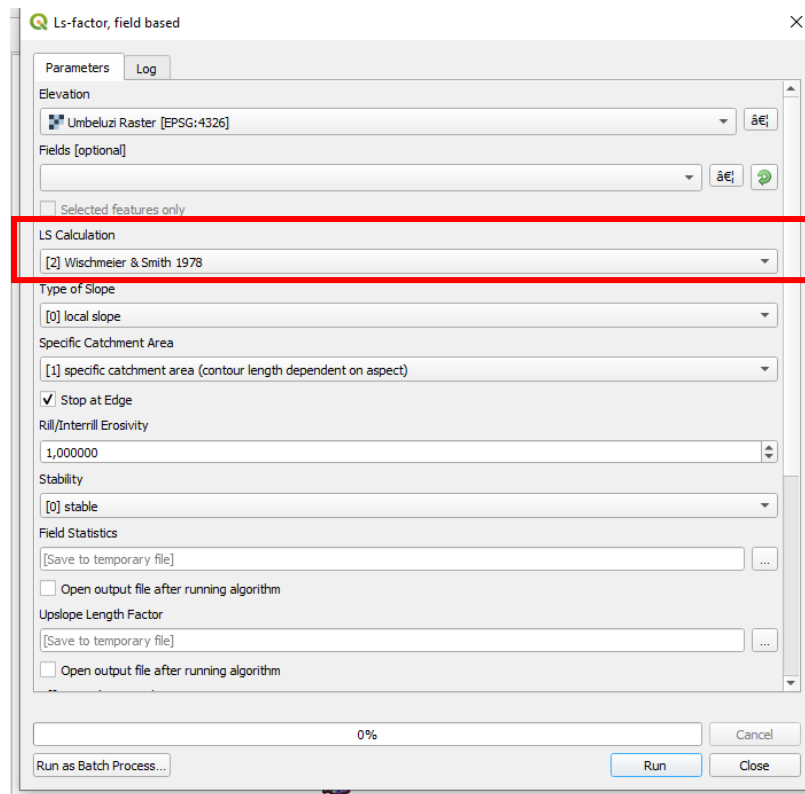 Ls-factor, field based
Parameters Log
Elevation
Umbeluzi Raster [EPSG:4326] â€¦
Fields [optional]
â€¦
Selected features only
LS Calculation
[2] Wischmeier & Smith 1978
Type of Slope
[0] local slope
Specific Catchment Area
[1] specific catchment area (contour length dependent on aspect)
Stop at Edge
Rill/Interrill Erosivity
1,000000
Stability
[0] stable
Field Statistics
[Save to temporary file] ...
Open output file after running algorithm
Upslope Length Factor
[Save to temporary file] ...
Open output file after running algorithm
0% Cancel
Run as Batch Process... Run Close